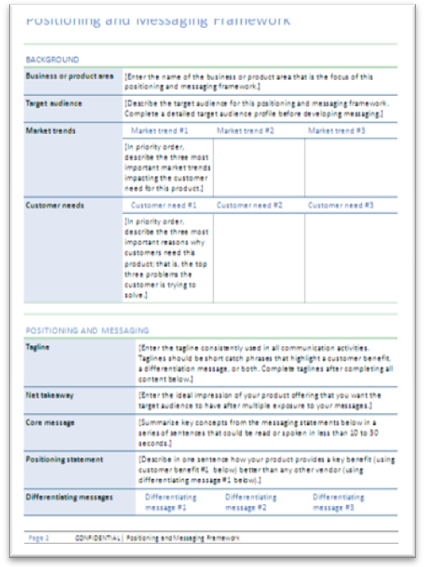 Positioning and Messaging Framework
BACKGROUND
Business or product area [Enter the name of the business or product area that is the focus of this
positioning and messaging framework.]
Target audience [Describe the target audience for this positioning and messaging framework.
Complete a detailed target audience profile before developing messaging.]
Market trends Market trend #1 Market trend #2 Market trend #3
[In priority order,
describe the three most
important market trends
impacting the customer
need for this product.]
Customer needs Customer need #1 Customer need #2 Customer need #3
[In priority order,
describe the three most
important reasons why
customers need this
product; that is, the top
three problems the
customer is trying to
solve.]
POSITIONING AND MESSAGING
Tagline [Enter the tagline consistently used in all communication activities.
Taglines should be short catch phrases that highlight a customer benefit,
a differentiation message, or both. Complete taglines after completing all
content below.]
Net takeaway [Enter the ideal impression of your product offering that you want the
target audience to have after multiple exposure to your messages.]
Core message [Summarize key concepts from the messaging statements below in a
series of sentences that could be read or spoken in less than 10 to 30
seconds.]
Positioning statement [Describe in one sentence how your product provides a key benefit (using
customer benefit #1 below) better than any other vendor (using
differentiating message #1 below).]
Differentiating messages Differentiating Differentiating Differentiating
message #1 message #2 message #3
Page 2 CONFIDENTIAL | Positioning and Messaging Framework